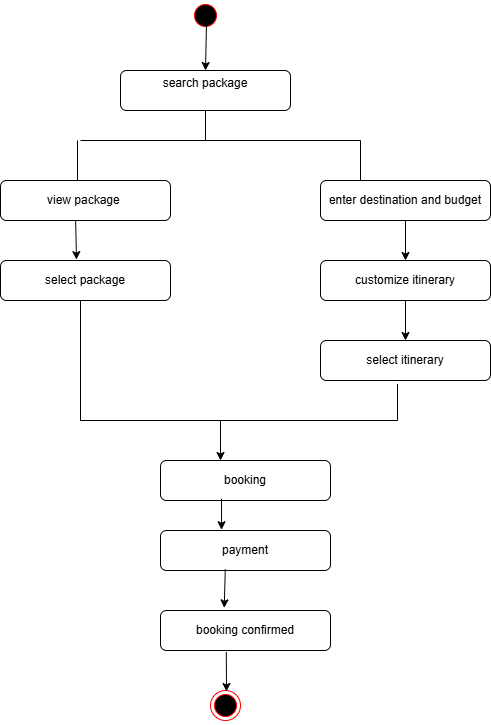 search package
view package
enter destination and budget
select package
customize itinerary
select itinerary
booking
payment
booking confirmed